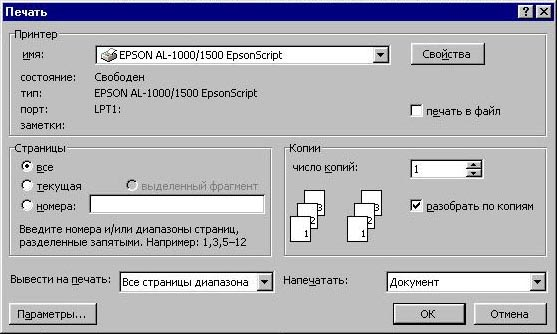 Печать
Принтер
имя:
EPSON AL-1000/1500 EpsonScript
Свойства
состояние: Свободен
тип: EPSON AL-1000/1500 EpsonScript
порт: LPT1:
заметки:
печать в файл
Страницы
все
текущая
выделенный фрагмент
номера:
Введите номера и/или диапазоны страниц,
разделенные запятыми. Например: 1,3,5–12
Копии
число копий: 1
1 2 3
1 2 3
разобрать по копиям
Вывести на печать: Все страницы диапазона
Напечатать: Документ
Параметры...
ОК
Отмена